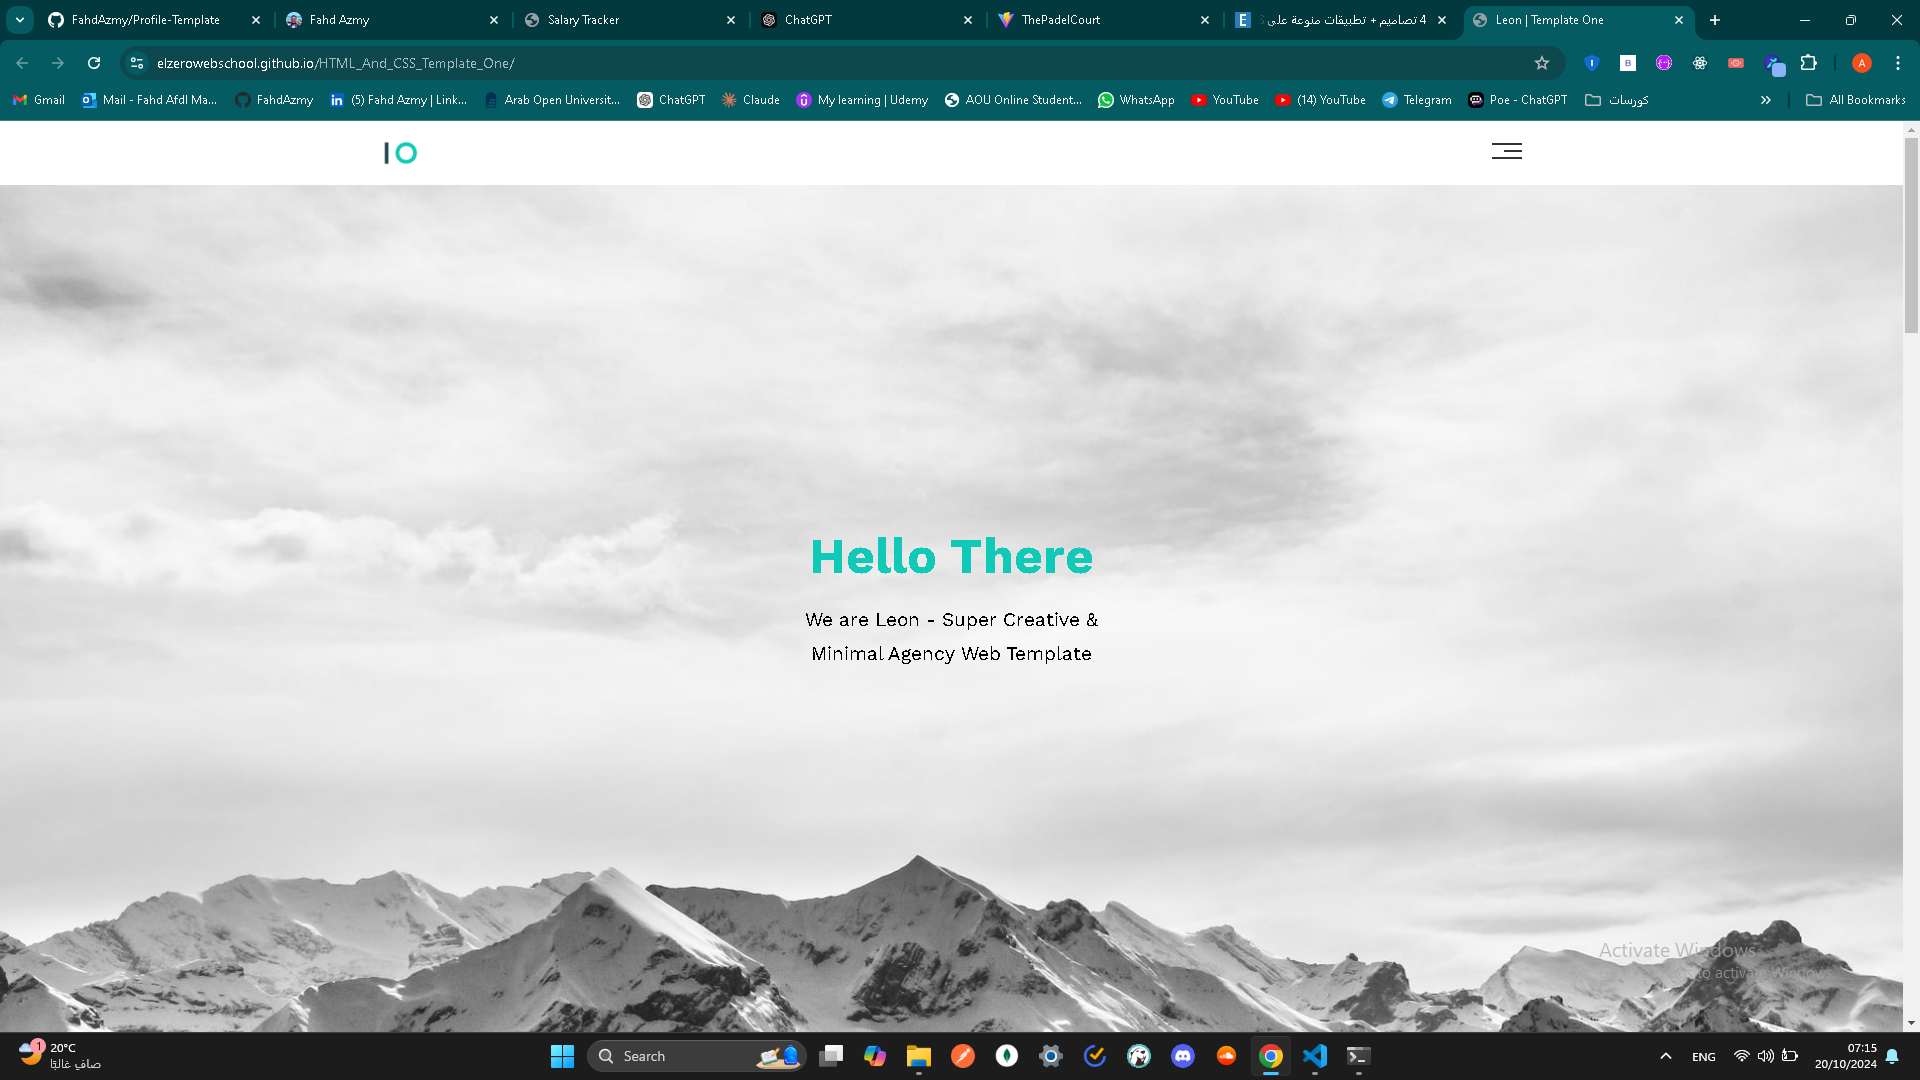 FahdAzmy/Profile-Template
Fahd Azmy
Salary Tracker
ChatGPT
ThePadelCourt
4 تصاميم + تطبيقات منوعة على
Leon | Template One
elzerowebschool.github.io/HTML_And_CSS_Template_One/
Gmail
Mail - Fahd Afdl Ma...
FahdAzmy
(5) Fahd Azmy | Link...
Arab Open Universit...
ChatGPT
Claude
My learning | Udemy
AOU Online Student...
WhatsApp
YouTube
(14) YouTube
Telegram
Poe - ChatGPT
كورسات
All Bookmarks
IO
Hello There
We are Leon - Super Creative &
Minimal Agency Web Template
Activate Windows
to activate Windows.
1
20°C
صافٍ غالبًا
Search
ENG
07:15
20/10/2024